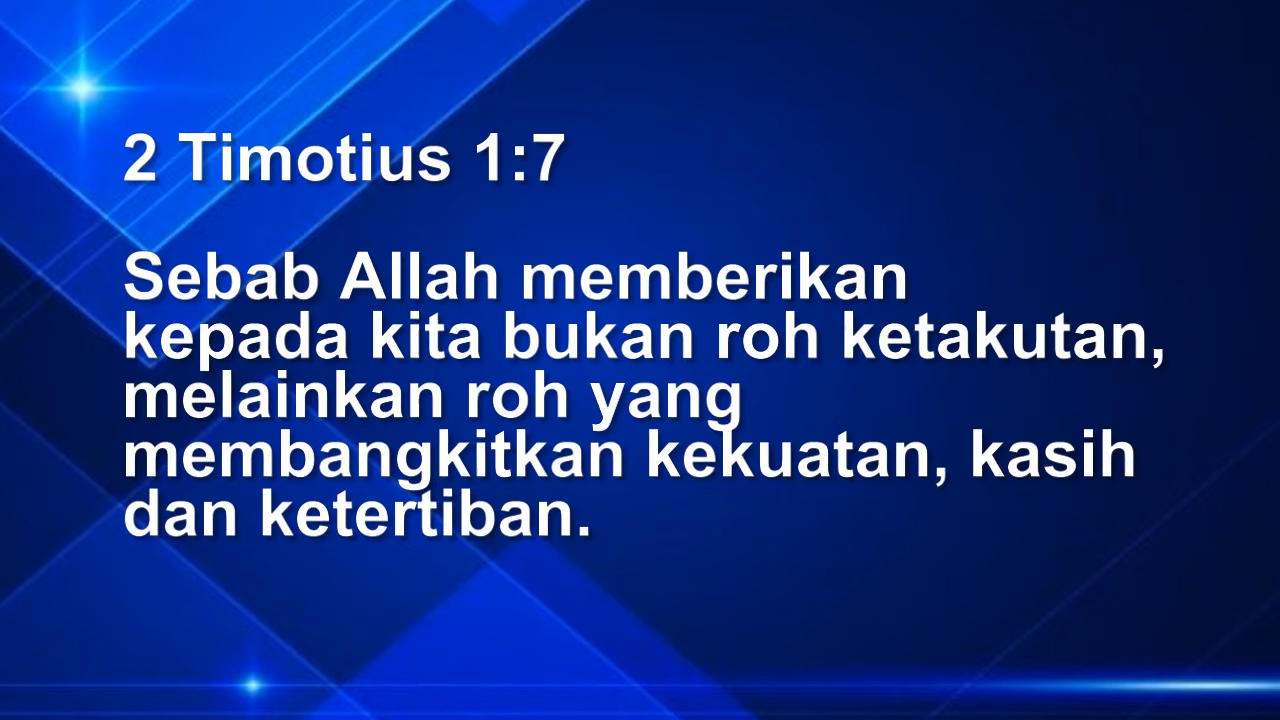 2 Timotius 1:7
Sebab Allah memberikan
kepada kita bukan roh ketakutan,
melainkan roh yang
membangkitkan kekuatan, kasih
dan ketertiban.